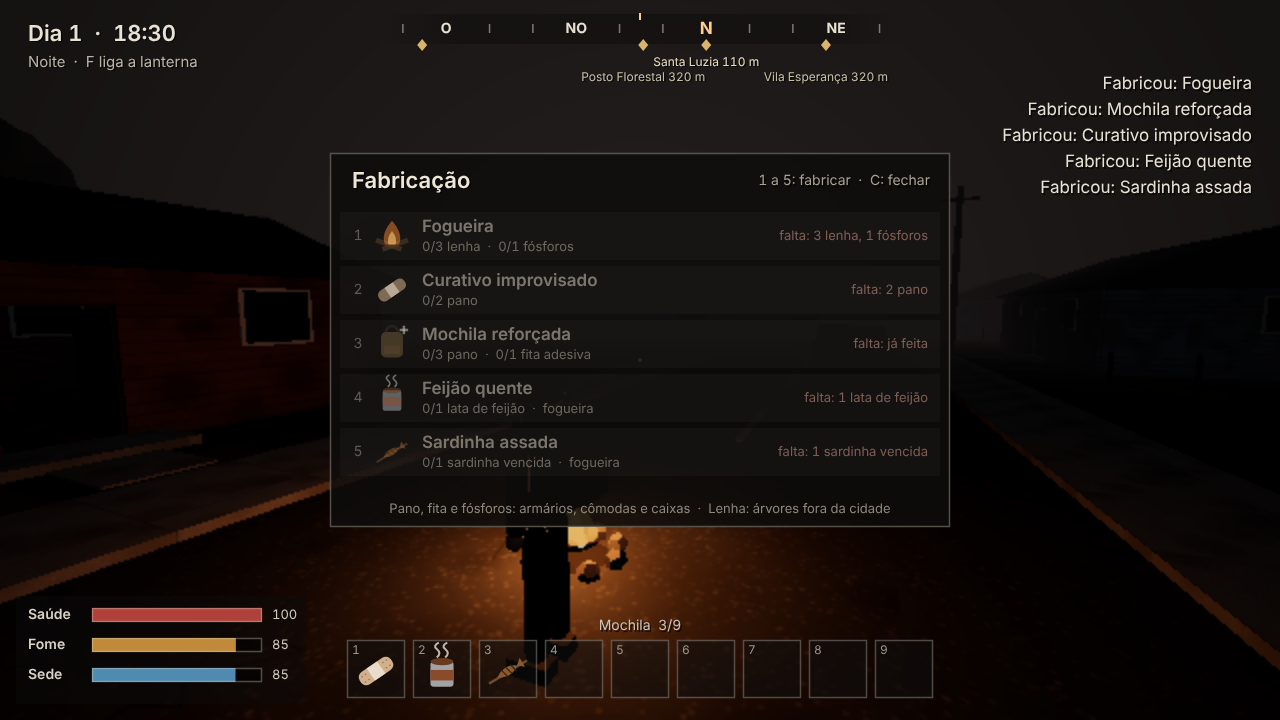 Dia 1 · 18:30
Noite · F liga a lanterna
O NO N NE
Santa Luzia 110 m
Posto Florestal 320 m
Vila Esperança 320 m
Fabricou: Fogueira
Fabricou: Mochila reforçada
Fabricou: Curativo improvisado
Fabricou: Feijão quente
Fabricou: Sardinha assada
Fabricação
1 a 5: fabricar · C: fechar
1
Fogueira
0/3 lenha · 0/1 fósforos
falta: 3 lenha, 1 fósforos
2
Curativo improvisado
0/2 pano
falta: 2 pano
3
Mochila reforçada
0/3 pano · 0/1 fita adesiva
falta: já feita
4
Feijão quente
0/1 lata de feijão · fogueira
falta: 1 lata de feijão
5
Sardinha assada
0/1 sardinha vencida · fogueira
falta: 1 sardinha vencida
Pano, fita e fósforos: armários, cômodas e caixas · Lenha: árvores fora da cidade
Saúde 100
Fome 85
Sede 85
Mochila 3/9
1 2 3 4 5 6 7 8 9